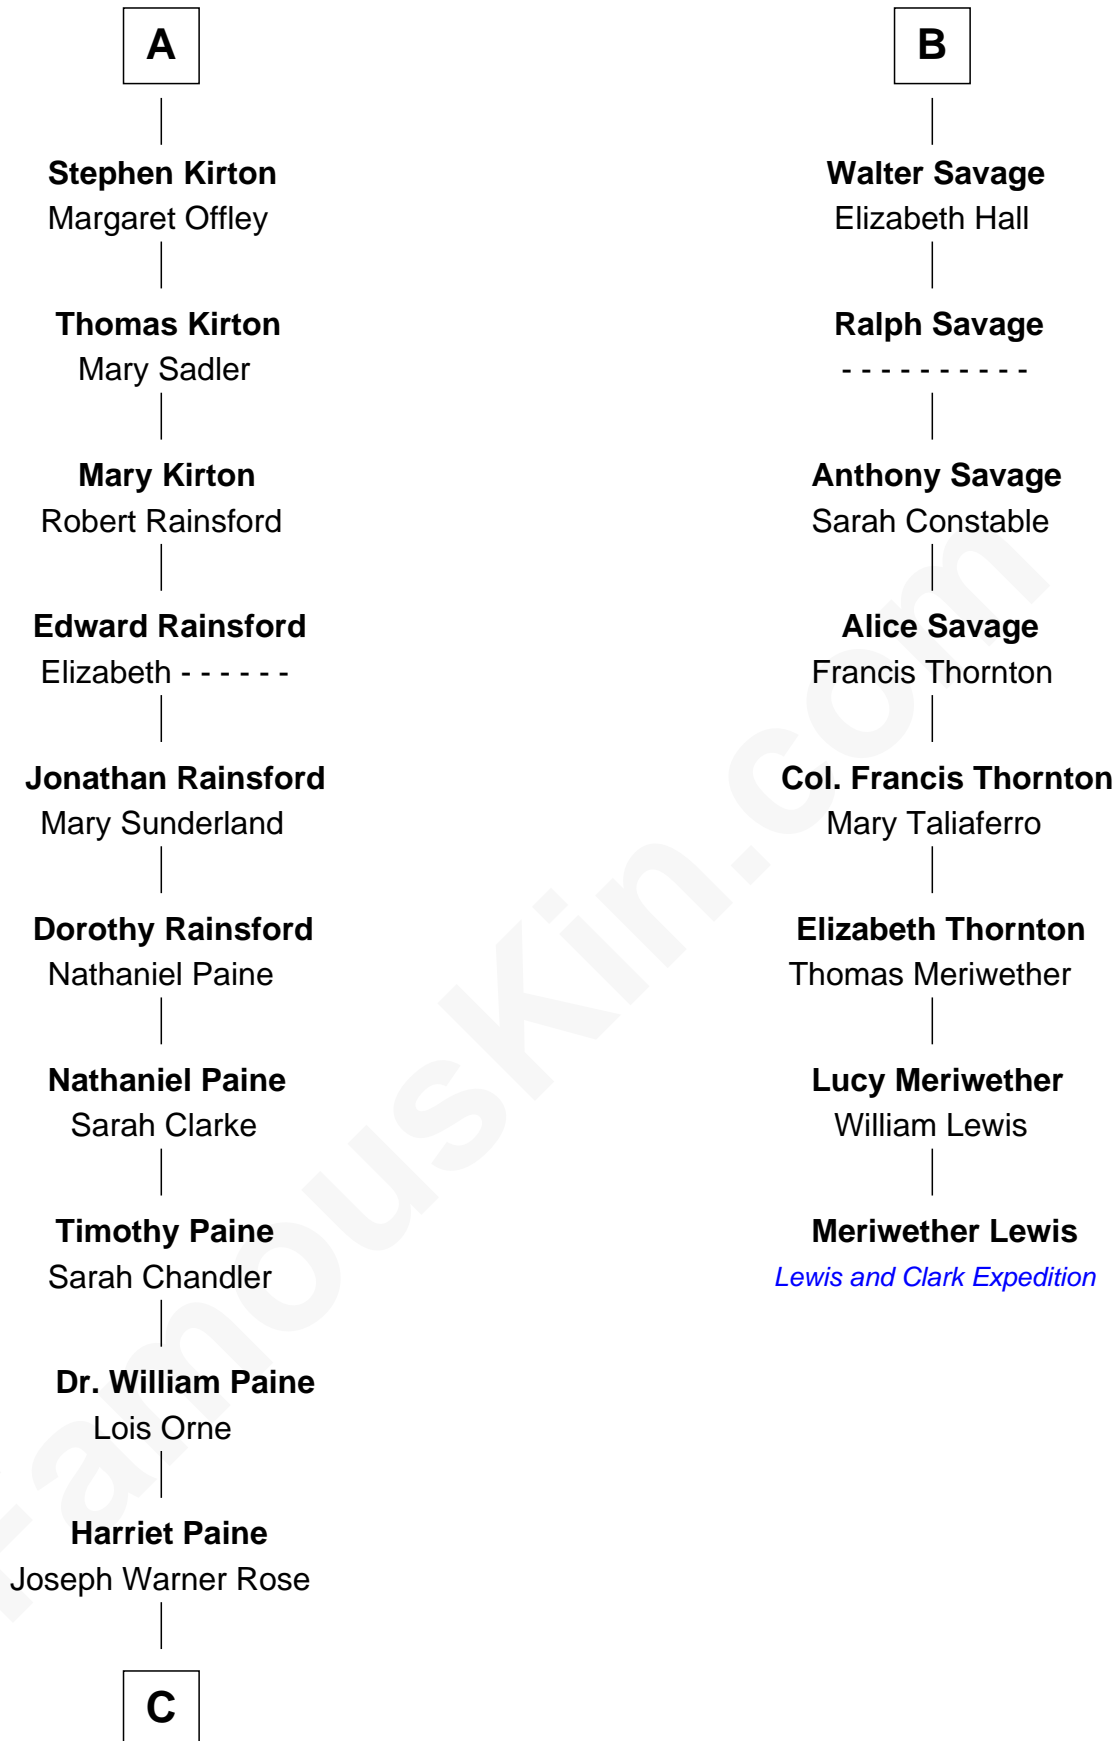 A
Stephen Kirton
Margaret Offley
Thomas Kirton
Mary Sadler
Mary Kirton
Robert Rainsford
Edward Rainsford
Elizabeth - - - - - -
Jonathan Rainsford
Mary Sunderland
Dorothy Rainsford
Nathaniel Paine
Nathaniel Paine
Sarah Clarke
Timothy Paine
Sarah Chandler
Dr. William Paine
Lois Orne
Harriet Paine
Joseph Warner Rose
C
B
Walter Savage
Elizabeth Hall
Ralph Savage
- - - - - - - - - -
Anthony Savage
Sarah Constable
Alice Savage
Francis Thornton
Col. Francis Thornton
Mary Taliaferro
Elizabeth Thornton
Thomas Meriwether
Lucy Meriwether
William Lewis
Meriwether Lewis
Lewis and Clark Expedition
FamousKin.com